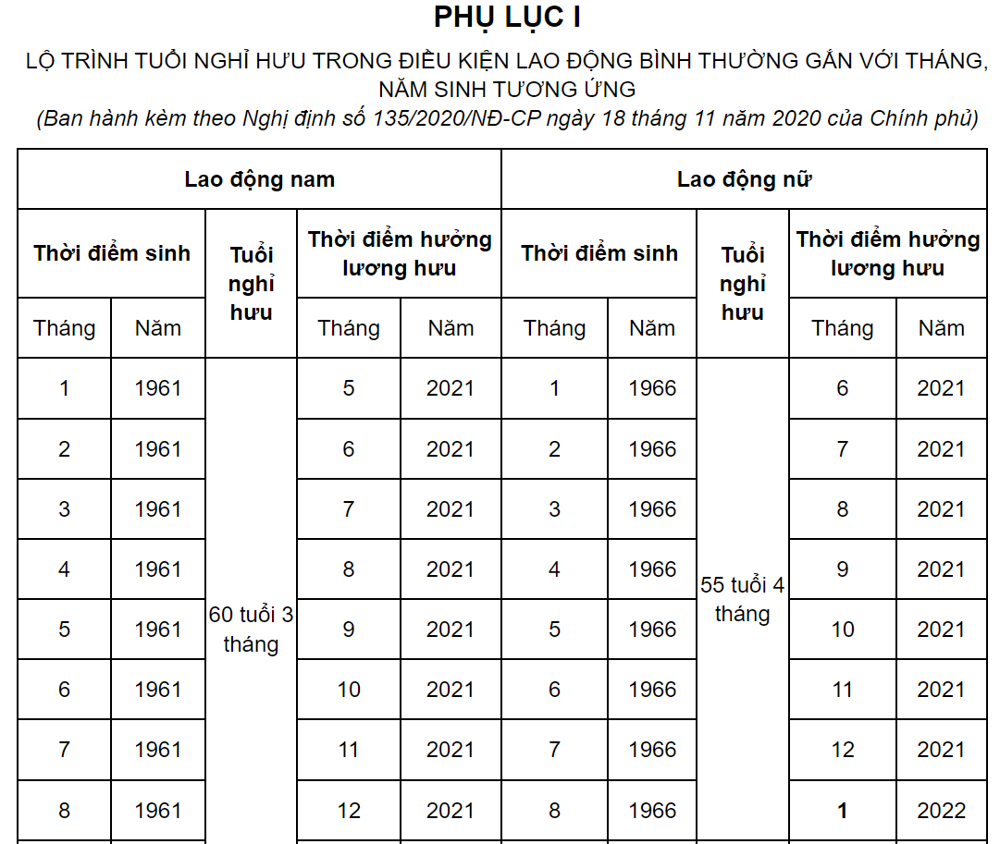 PHỤ LỤC I
LỘ TRÌNH TUỔI NGHỈ HƯU TRONG ĐIỀU KIỆN LAO ĐỘNG BÌNH THƯỜNG GẮN VỚI THÁNG,
NĂM SINH TƯƠNG ỨNG
(Ban hành kèm theo Nghị định số 135/2020/NĐ-CP ngày 18 tháng 11 năm 2020 của Chính phủ)
Lao động nam Lao động nữ
Thời điểm sinh Tuổi nghỉ hưu Thời điểm hưởng lương hưu Thời điểm sinh Tuổi nghỉ hưu Thời điểm hưởng lương hưu
Tháng Năm Tháng Năm Tháng Năm Tháng Năm
1 1961 5 2021 1 1966 6 2021
2 1961 6 2021 2 1966 7 2021
3 1961 7 2021 3 1966 8 2021
4 1961 8 2021 4 1966 9 2021
55 tuổi 4 tháng
60 tuổi 3 tháng
5 1961 9 2021 5 1966 10 2021
6 1961 10 2021 6 1966 11 2021
7 1961 11 2021 7 1966 12 2021
8 1961 12 2021 8 1966 1 2022